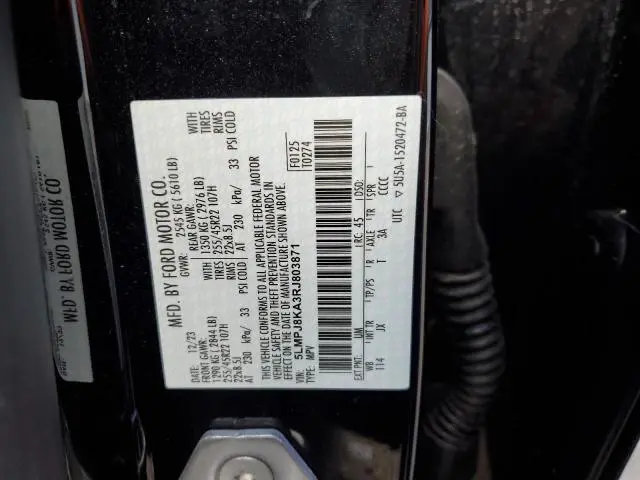 MFD. BY FORD MOTOR CO.
12/23 GVWR: 2545 KG ( 5610 LB)
FRONT GAWR: REAR GAWR: WITH
1290 KG ( 2844 LB) 1350 KG ( 2976 LB) TIRES
255/45R22 107H 255/45R22 107H RIMS
22x8.5J 22x8.5J PSI COLD
AT 230 kPa/ 33 PSI COLD AT 230 kPa/ 33
THIS VEHICLE CONFORMS TO ALL APPLICABLE FEDERAL MOTOR
VEHICLE SAFETY AND THEFT PREVENTION STANDARDS IN
EFFECT ON THE DATE OF MANUFACTURE SHOWN ABOVE.
VIN: 5LMPJ8KA3RJ803871
TYPE: MPV
F0125
T0274
EXT PNT: UM RC: 45 DSO:
WB INT TR TP/PS R AXLE TR SPR
114 JX T 3A CCCC
UTC ▽ 5U5A-1520472-BA
MFD. BY FORD MOTOR CO.